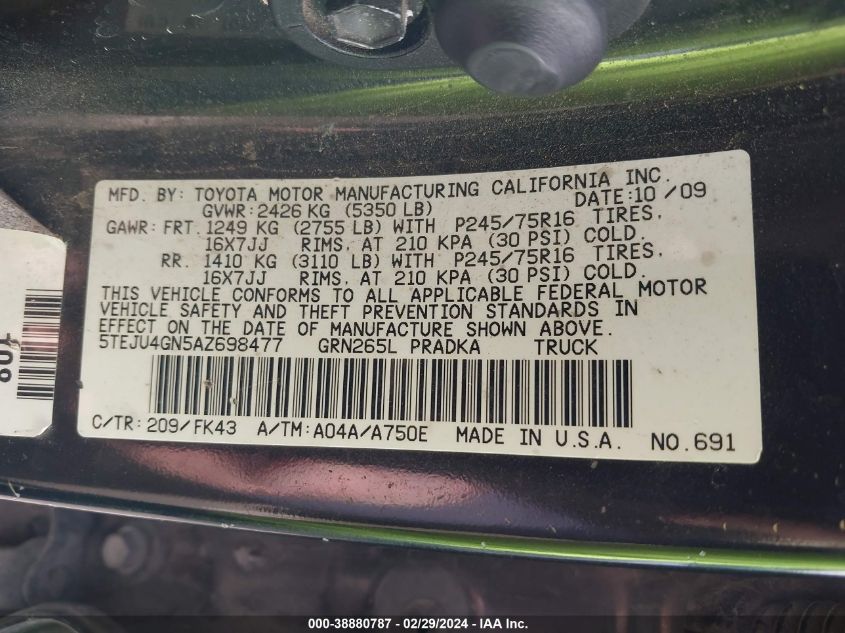 MFD. BY: TOYOTA MOTOR MANUFACTURING CALIFORNIA INC.
GVWR: 2426 KG (5350 LB) DATE: 10 /09
GAWR: FRT. 1249 KG (2755 LB) WITH P245/75R16 TIRES,
16X7JJ RIMS, AT 210 KPA (30 PSI) COLD.
RR. 1410 KG (3110 LB) WITH P245/75R16 TIRES,
16X7JJ RIMS, AT 210 KPA (30 PSI) COLD.
THIS VEHICLE CONFORMS TO ALL APPLICABLE FEDERAL MOTOR
VEHICLE SAFETY AND THEFT PREVENTION STANDARDS IN
EFFECT ON THE DATE OF MANUFACTURE SHOWN ABOVE.
5TEJU4GN5AZ698477 GRN265L PRADKA TRUCK
C/TR: 209/FK43 A/TM: A04A/A750E MADE IN U.S.A. NO.691
000-38880787 - 02/29/2024 - IAA Inc.